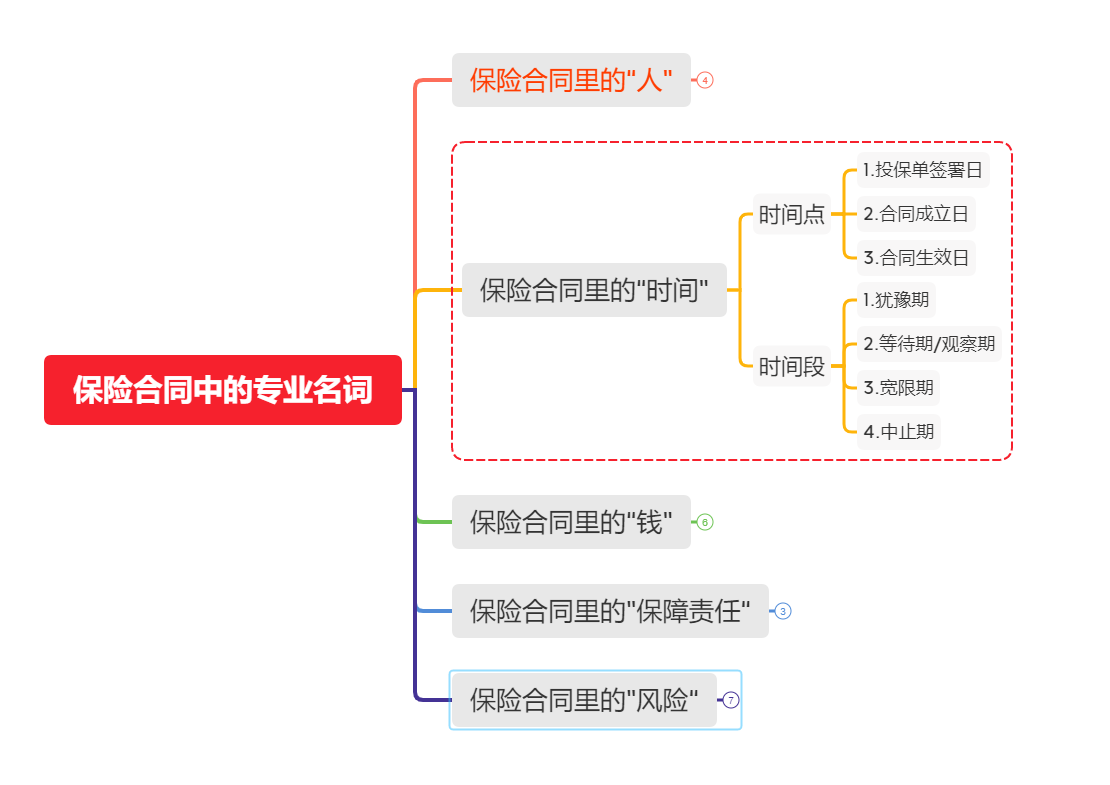 保险合同中的专业名词
保险合同里的"人"
4
保险合同里的"时间"
时间点
1.投保单签署日
2.合同成立日
3.合同生效日
时间段
1.犹豫期
2.等待期/观察期
3.宽限期
4.中止期
保险合同里的"钱"
6
保险合同里的"保障责任"
3
保险合同里的"风险"
7